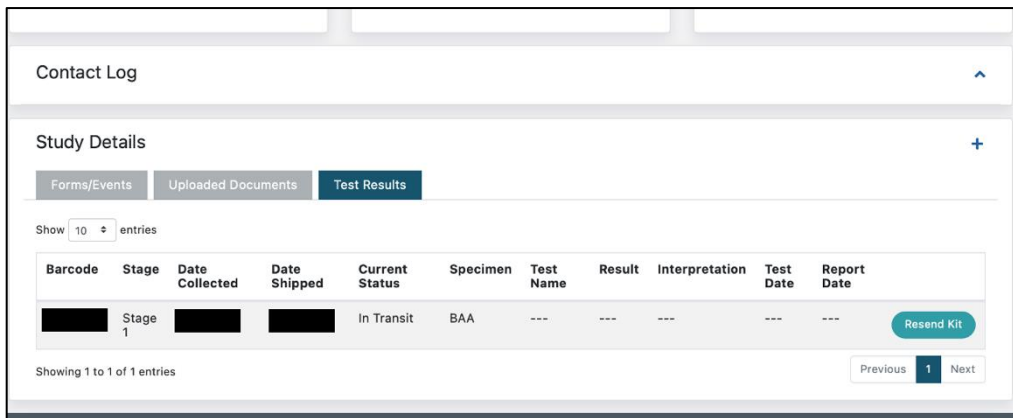 Contact Log
Study Details
Forms/Events Uploaded Documents Test Results
Show 10 entries
Barcode Stage Date Collected Date Shipped Current Status Specimen Test Name Result Interpretation Test Date Report Date
Stage 1 In Transit BAA --- --- --- --- --- Resend Kit
Showing 1 to 1 of 1 entries Previous 1 Next